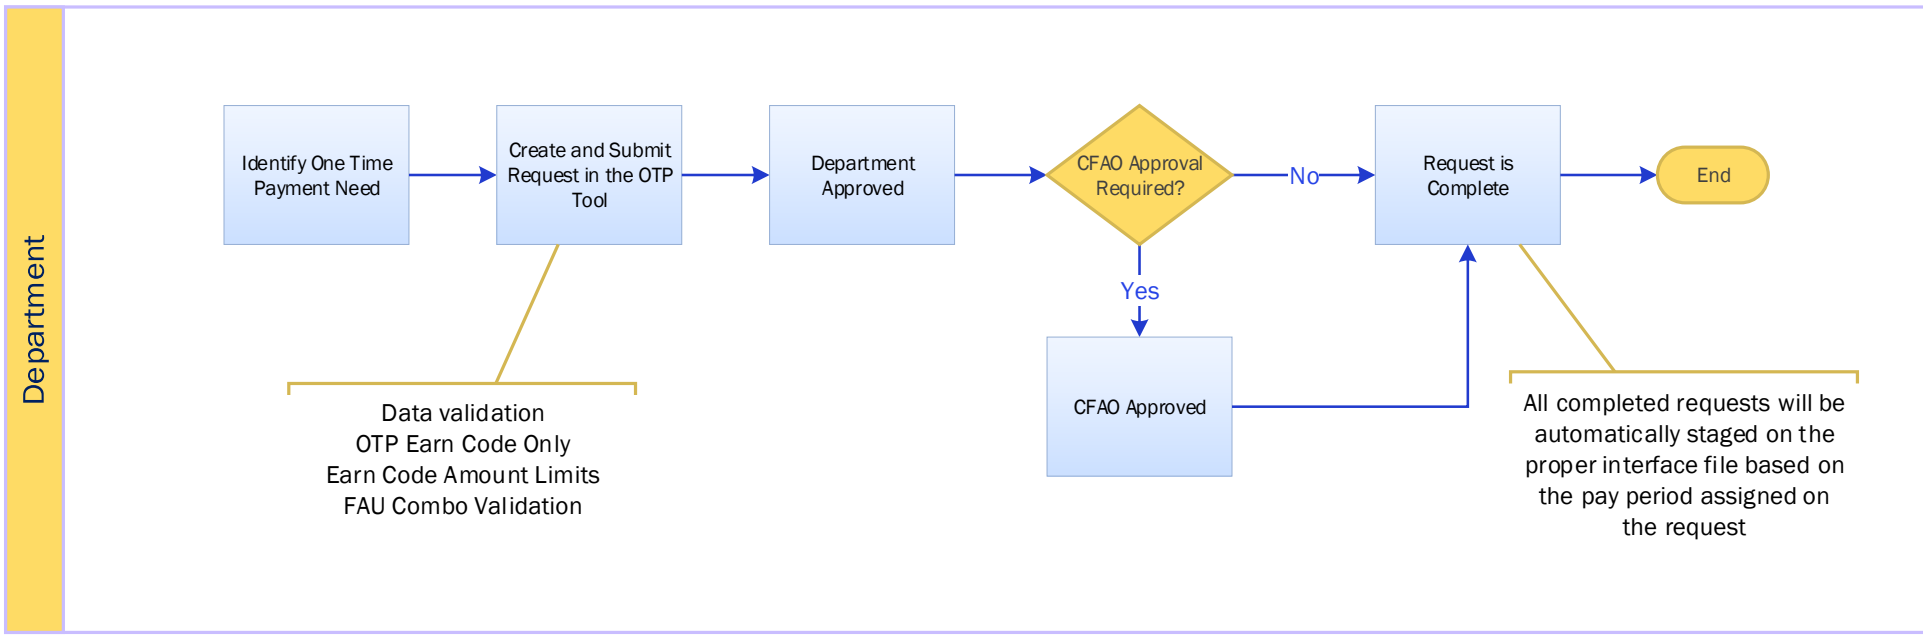 Department
Identify One Time
Payment Need
Create and Submit
Request in the OTP
Tool
Department
Approved
CFAO Approval
Required?
No
Request is
Complete
End
Yes
CFAO Approved
Data validation
OTP Earn Code Only
Earn Code Amount Limits
FAU Combo Validation
All completed requests will be
automatically staged on the
proper interface file based on
the pay period assigned on
the request